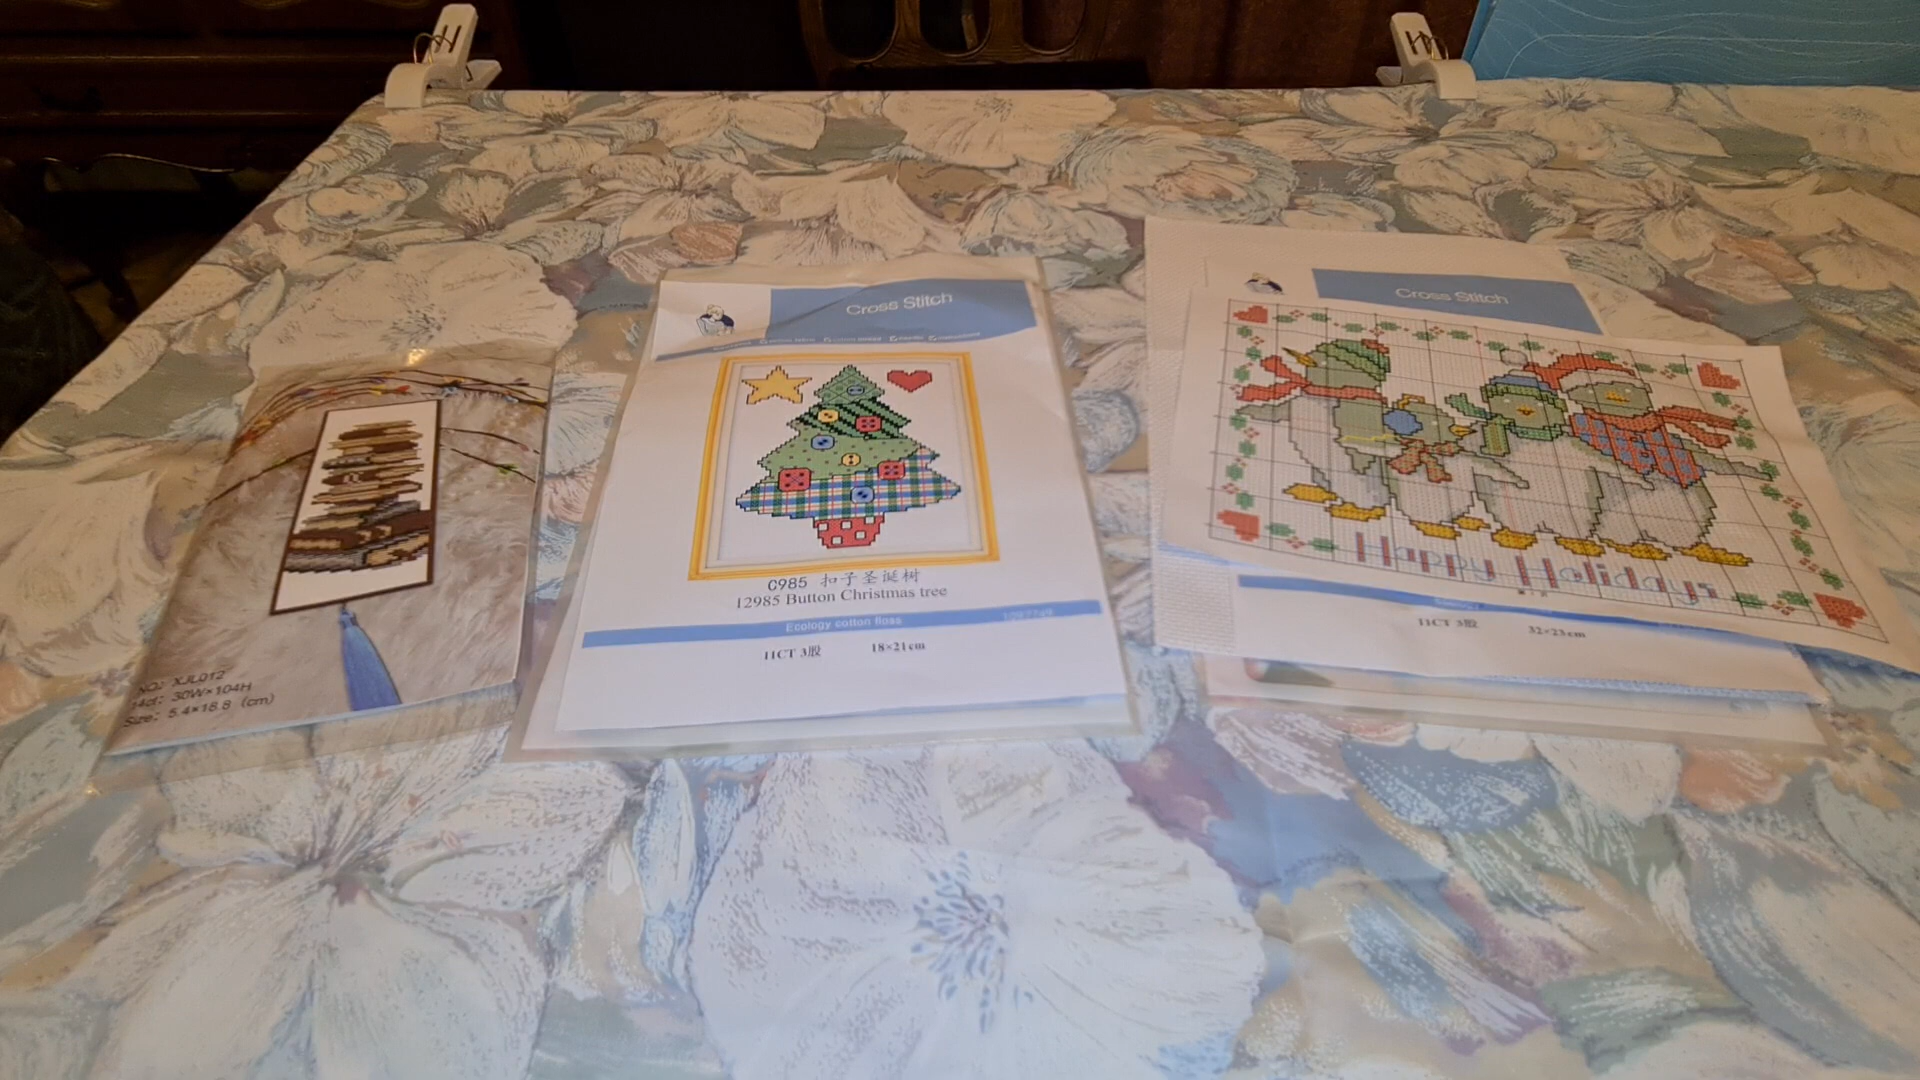 NO.: XJL012
14ct: 30W×104H
Size: 5.4×18.8 (cm)
Cross Stitch
C985 扣子圣诞树
12985 Button Christmas tree
Ecology cotton floss
11CT 3股 18×21cm
Cross Stitch
Happy Holidays
11CT 3股 32×23cm